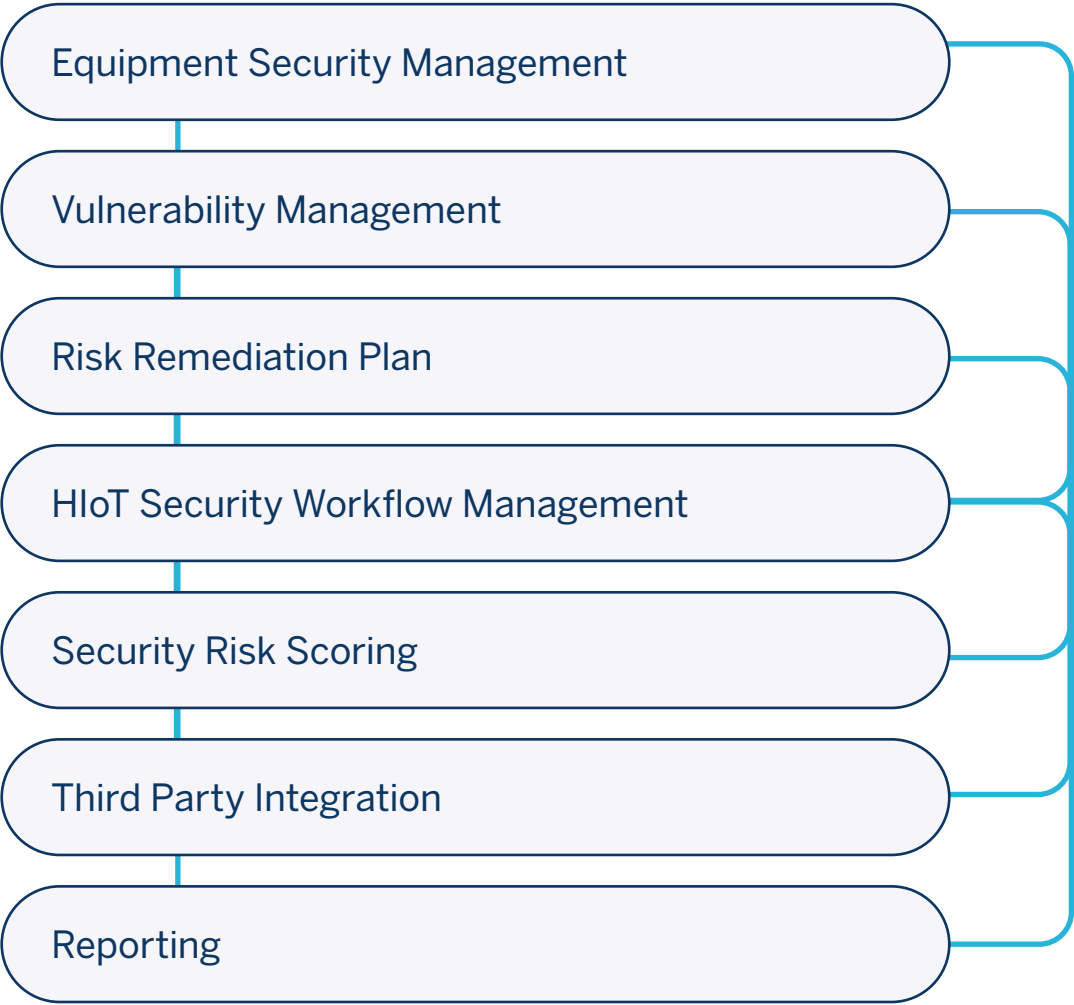 Equipment Security Management
Vulnerability Management
Risk Remediation Plan
HIoT Security Workflow Management
Security Risk Scoring
Third Party Integration
Reporting